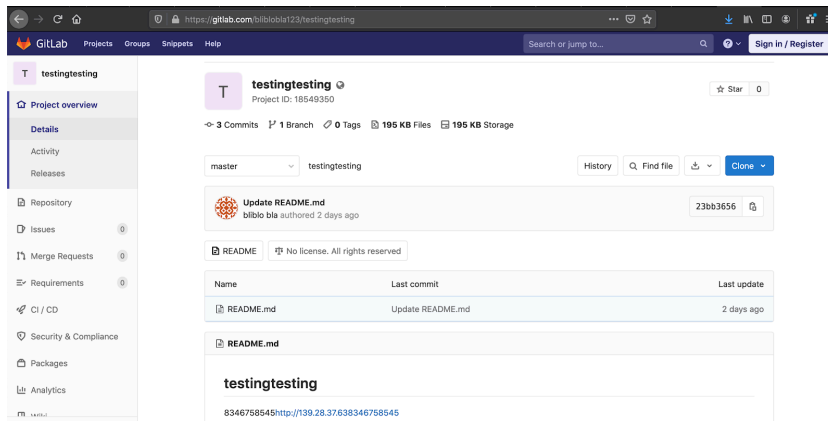 https://gitlab.com/bliblobla123/testingtesting
GitLab Projects Groups Snippets Help Search or jump to... Sign in / Register
T testingtesting
Project overview
Details
Activity
Releases
Repository
Issues 0
Merge Requests 0
Requirements 0
CI / CD
Security & Compliance
Packages
Analytics
Wiki
T
testingtesting
Project ID: 18549350
Star 0
3 Commits 1 Branch 0 Tags 195 KB Files 195 KB Storage
master testingtesting History Find file Clone
Update README.md
bliblo bla authored 2 days ago
23bb3656
README No license. All rights reserved
Name Last commit Last update
README.md Update README.md 2 days ago
README.md
testingtesting
8346758545http://139.28.37.638346758545